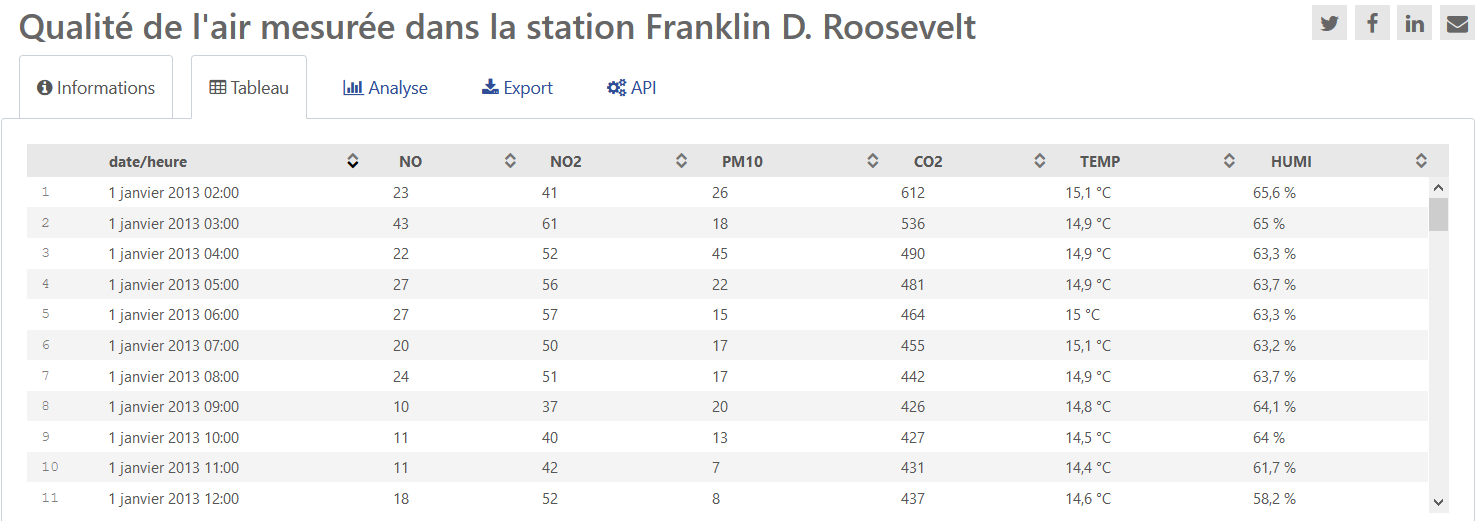 Qualité de l'air mesurée dans la station Franklin D. Roosevelt
Informations Tableau Analyse Export API
date/heure NO NO2 PM10 CO2 TEMP HUMI
1 1 janvier 2013 02:00 23 41 26 612 15,1 °C 65,6 %
2 1 janvier 2013 03:00 43 61 18 536 14,9 °C 65 %
3 1 janvier 2013 04:00 22 52 45 490 14,9 °C 63,3 %
4 1 janvier 2013 05:00 27 56 22 481 14,9 °C 63,7 %
5 1 janvier 2013 06:00 27 57 15 464 15 °C 63,3 %
6 1 janvier 2013 07:00 20 50 17 455 15,1 °C 63,2 %
7 1 janvier 2013 08:00 24 51 17 442 14,9 °C 63,7 %
8 1 janvier 2013 09:00 10 37 20 426 14,8 °C 64,1 %
9 1 janvier 2013 10:00 11 40 13 427 14,5 °C 64 %
10 1 janvier 2013 11:00 11 42 7 431 14,4 °C 61,7 %
11 1 janvier 2013 12:00 18 52 8 437 14,6 °C 58,2 %